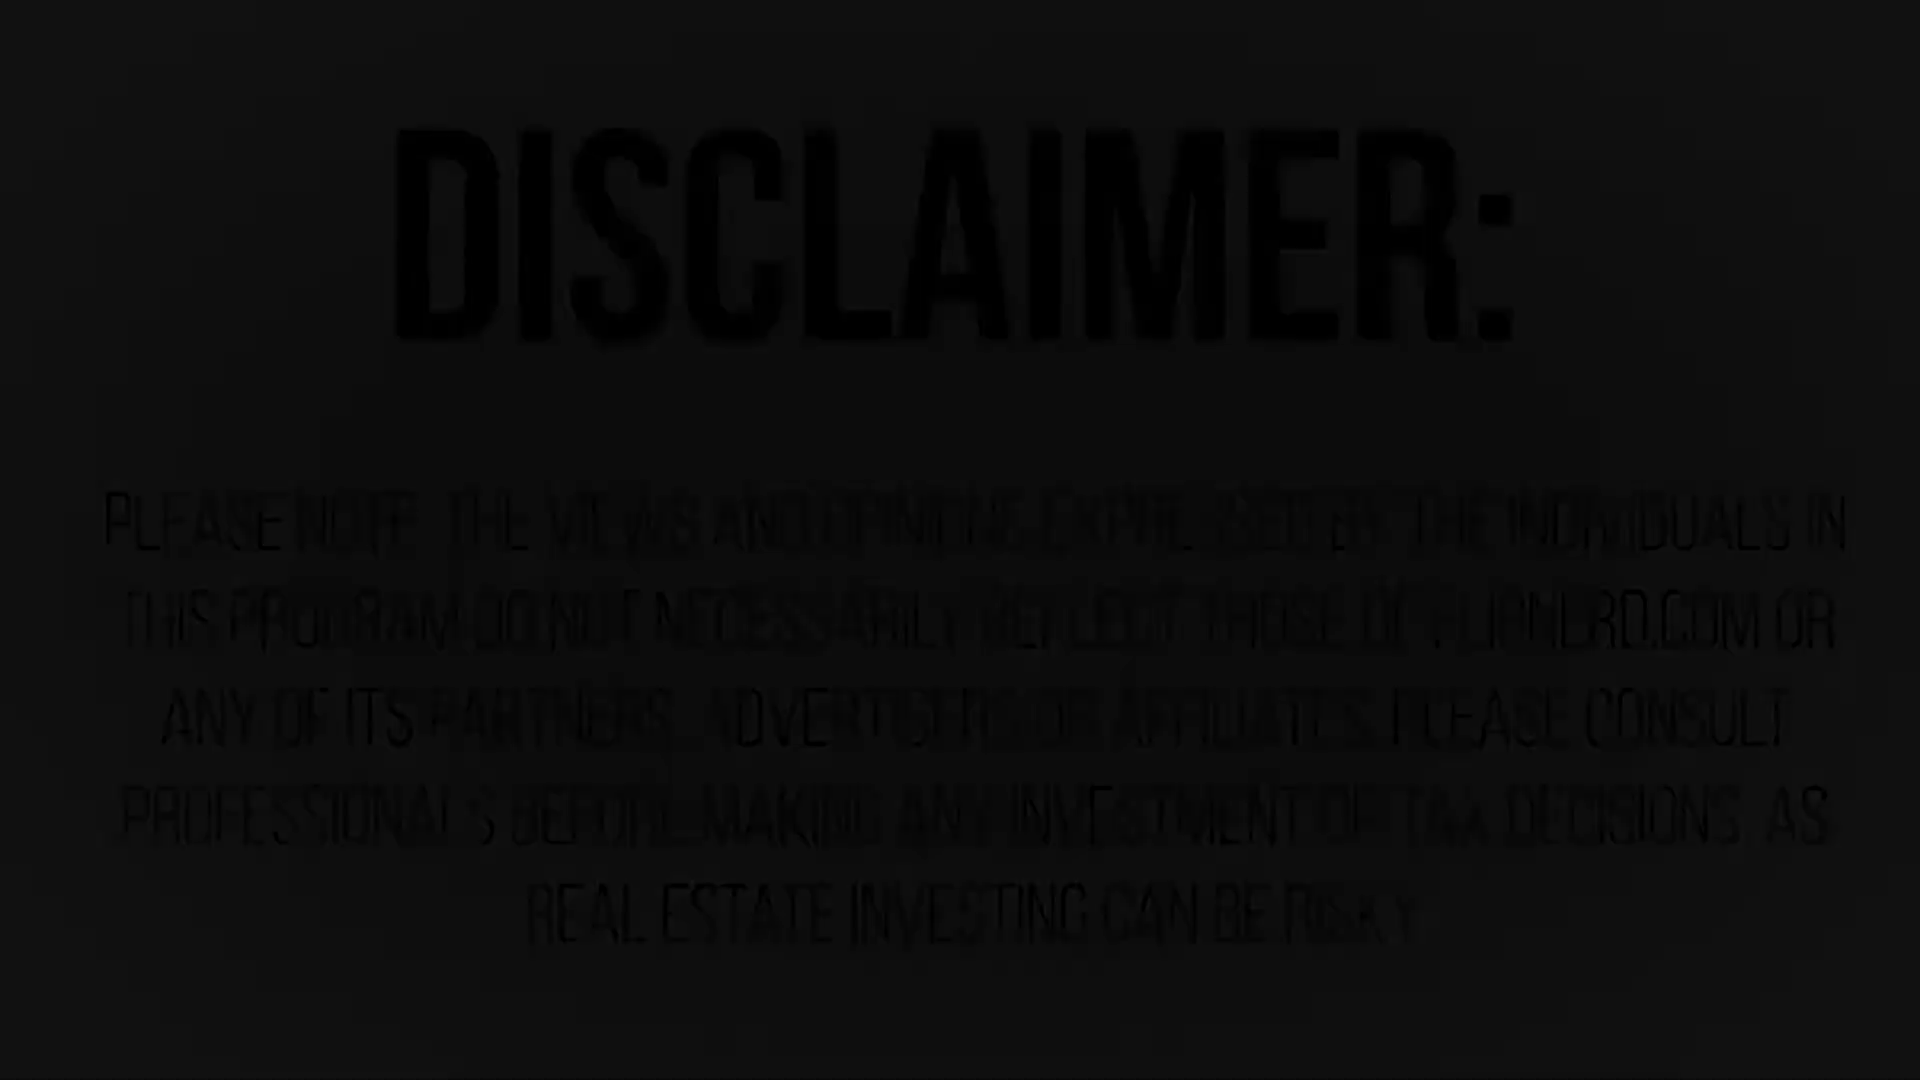 DISCLAIMER:
PLEASE NOTE: THE VIEWS AND OPINIONS EXPRESSED BY THE INDIVIDUALS IN
THIS PROGRAM DO NOT NECESSARILY REFLECT THOSE OF FLIPNERD.COM OR
ANY OF ITS PARTNERS, ADVERTISERS OR AFFILIATES. PLEASE CONSULT
PROFESSIONALS BEFORE MAKING ANY INVESTMENT OR TAX DECISIONS, AS
REAL ESTATE INVESTING CAN BE RISKY